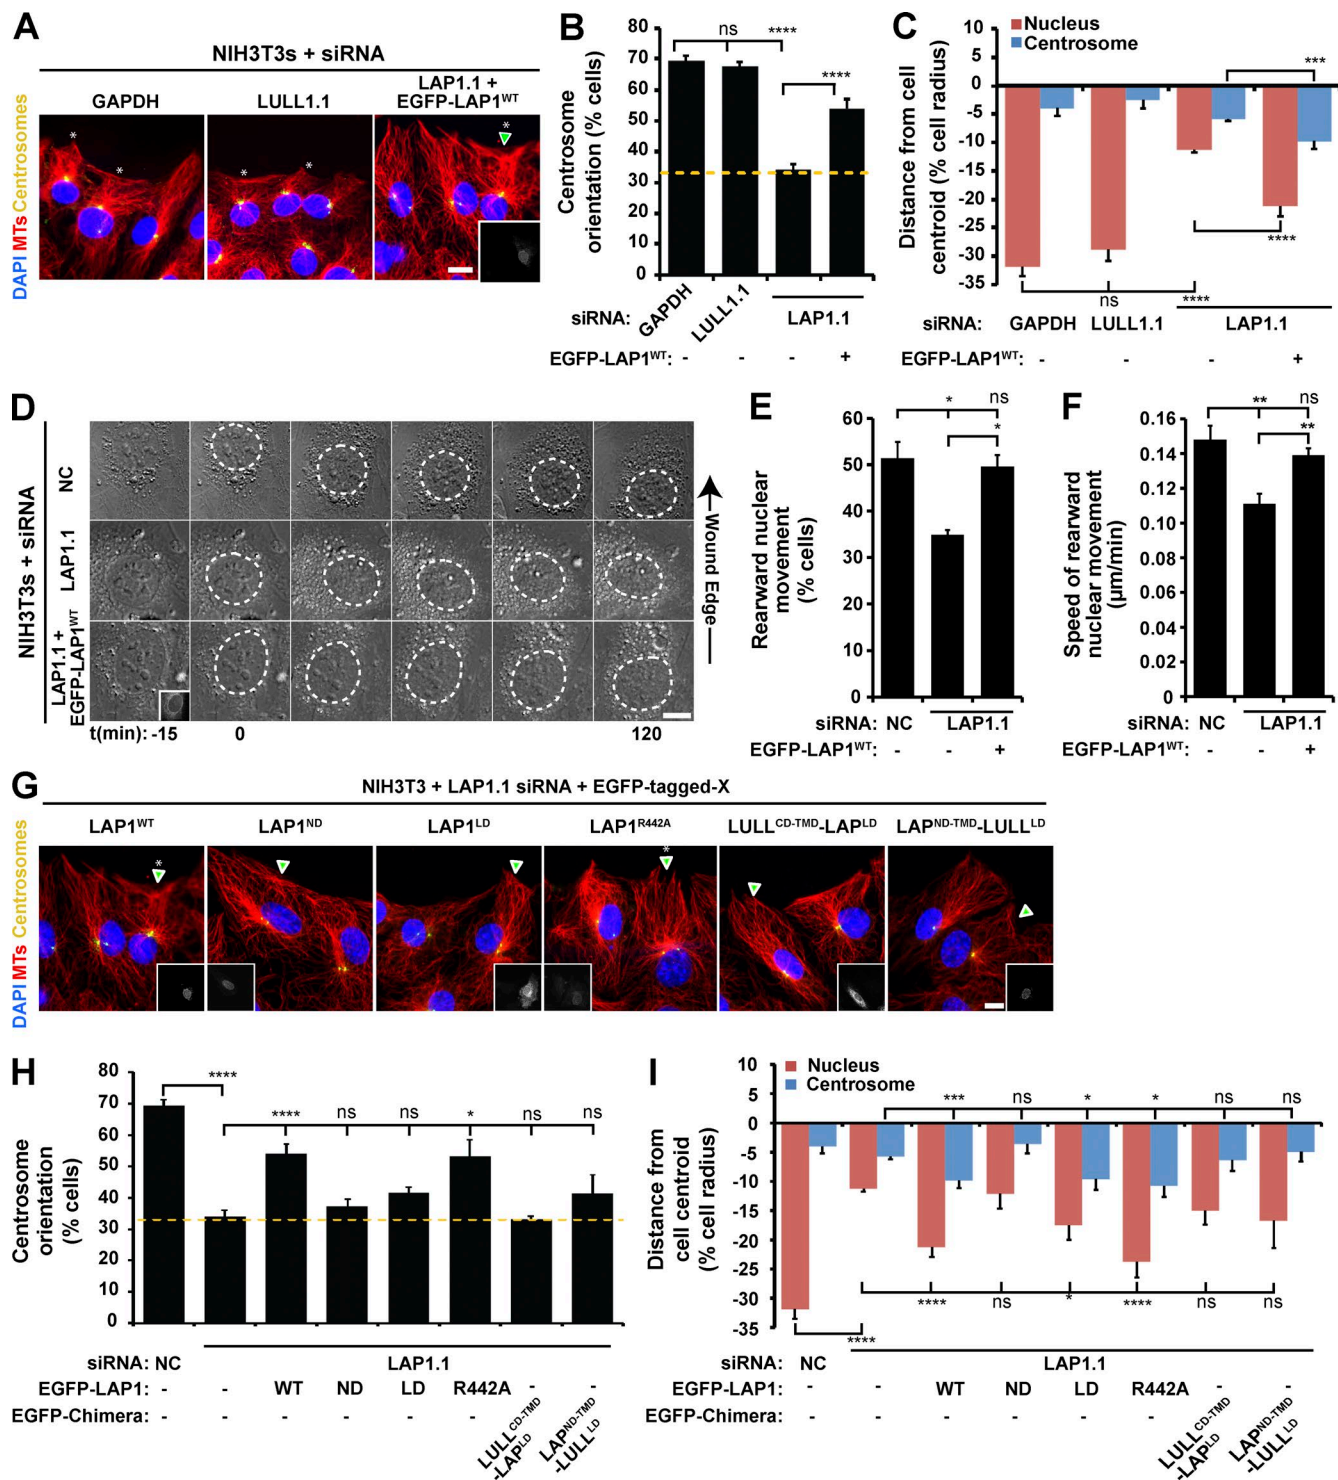 A
NIH3T3s + siRNA
GAPDH
LULL1.1
LAP1.1 +
EGFP-LAP1WT
DAPI MTs Centrosomes
*
*
*
*
*
B
Centrosome
orientation (% cells)
80
70
60
50
40
30
20
10
0
ns
****
****
siRNA:
GAPDH
LULL1.1
LAP1.1
EGFP-LAP1WT:
-
-
-
+
C
Nucleus
Centrosome
Distance from cell
centroid (% cell radius)
10
5
0
-5
-10
-15
-20
-25
-30
-35
***
****
ns
****
siRNA:
GAPDH
LULL1.1
LAP1.1
EGFP-LAP1WT:
-
-
-
+
D
NIH3T3s + siRNA
NC
LAP1.1
LAP1.1 +
EGFP-LAP1WT
Wound Edge
t(min): -15
0
120
E
Rearward nuclear
movement
(% cells)
60
50
40
30
20
10
0
*
ns
*
siRNA:
NC
LAP1.1
EGFP-LAP1WT:
-
-
+
F
Speed of rearward
nuclear movement
(µm/min)
0.16
0.14
0.12
0.10
0.08
0.06
0.04
0.02
0
**
ns
**
siRNA:
NC
LAP1.1
EGFP-LAP1WT:
-
-
+
G
NIH3T3 + LAP1.1 siRNA + EGFP-tagged-X
LAP1WT
LAP1ND
LAP1LD
LAP1R442A
LULLCD-TMD-LAPLD
LAPND-TMD-LULLLD
DAPI MTs Centrosomes
*
*
H
Centrosome
orientation
(% cells)
80
70
60
50
40
30
20
10
0
****
****
ns
ns
*
ns
ns
siRNA:
NC
LAP1.1
EGFP-LAP1:
-
-
WT
ND
LD
R442A
-
-
EGFP-Chimera:
-
-
-
-
-
-
LULLCD-TMD
-LAPLD
LAPND-TMD
-LULLLD
I
Nucleus
Centrosome
Distance from
cell centroid
(% cell radius)
10
5
0
-5
-10
-15
-20
-25
-30
-35
***
ns
*
*
ns
ns
****
****
ns
*
****
ns
ns
siRNA:
NC
LAP1.1
EGFP-LAP1:
-
-
WT
ND
LD
R442A
-
-
EGFP-Chimera:
-
-
-
-
-
-
LULLCD-TMD
-LAPLD
LAPND-TMD
-LULLLD